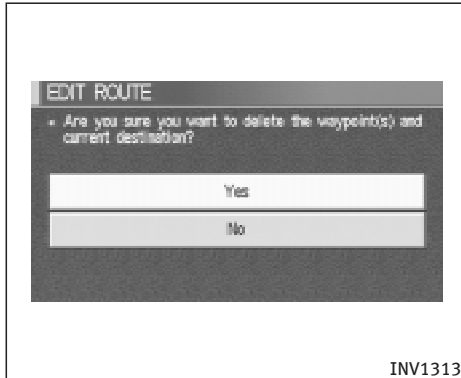 EDIT ROUTE
Are you sure you want to delete the waypoint(s) and
current destination?
Yes
No
INV1313